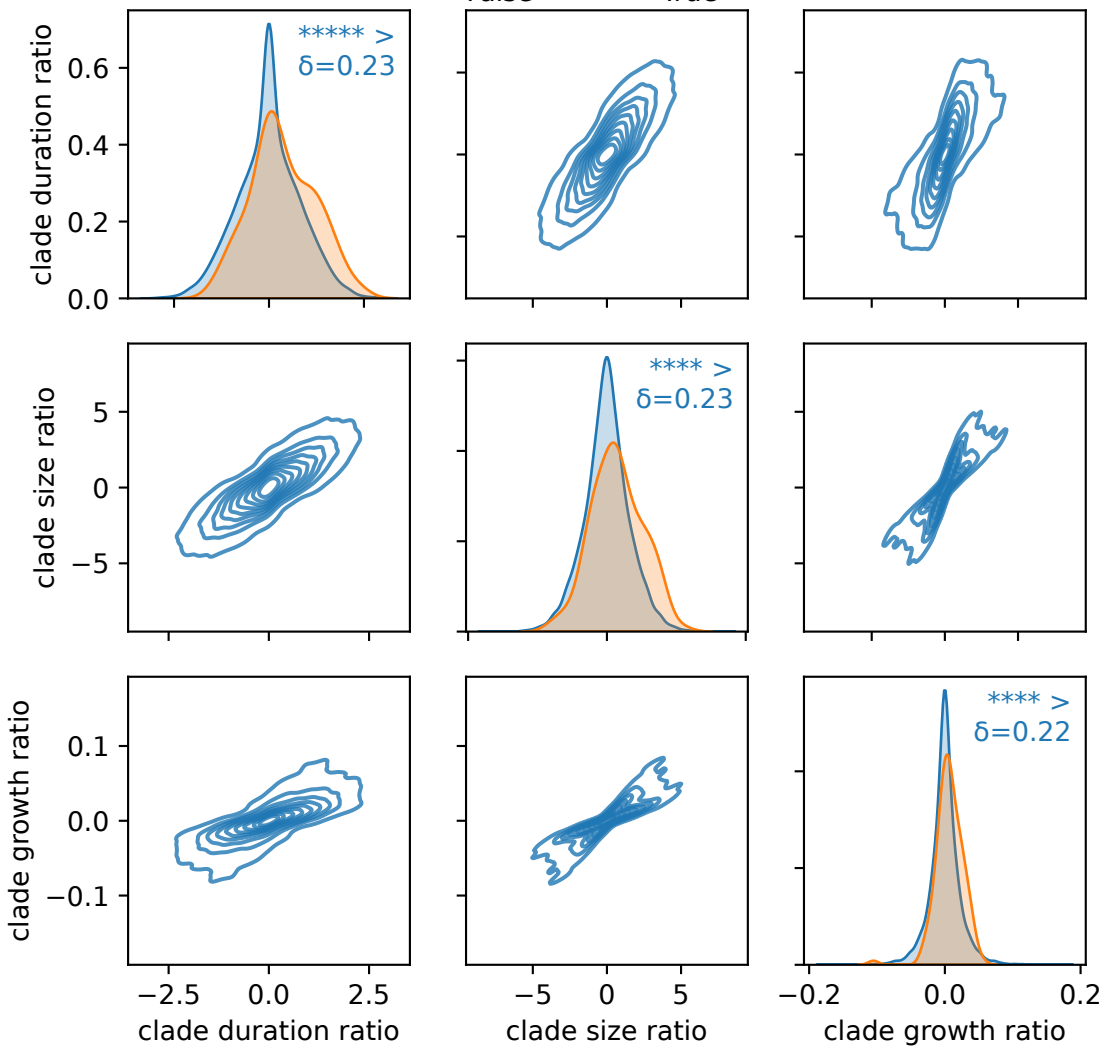 ***** >
δ=0.23
clade duration ratio
0.6
0.4
0.2
0.0
**** >
δ=0.23
clade size ratio
5
0
−5
**** >
δ=0.22
clade growth ratio
0.1
0.0
−0.1
−2.5
0.0
2.5
−5
0
5
−0.2
0.0
0.2
clade duration ratio
clade size ratio
clade growth ratio